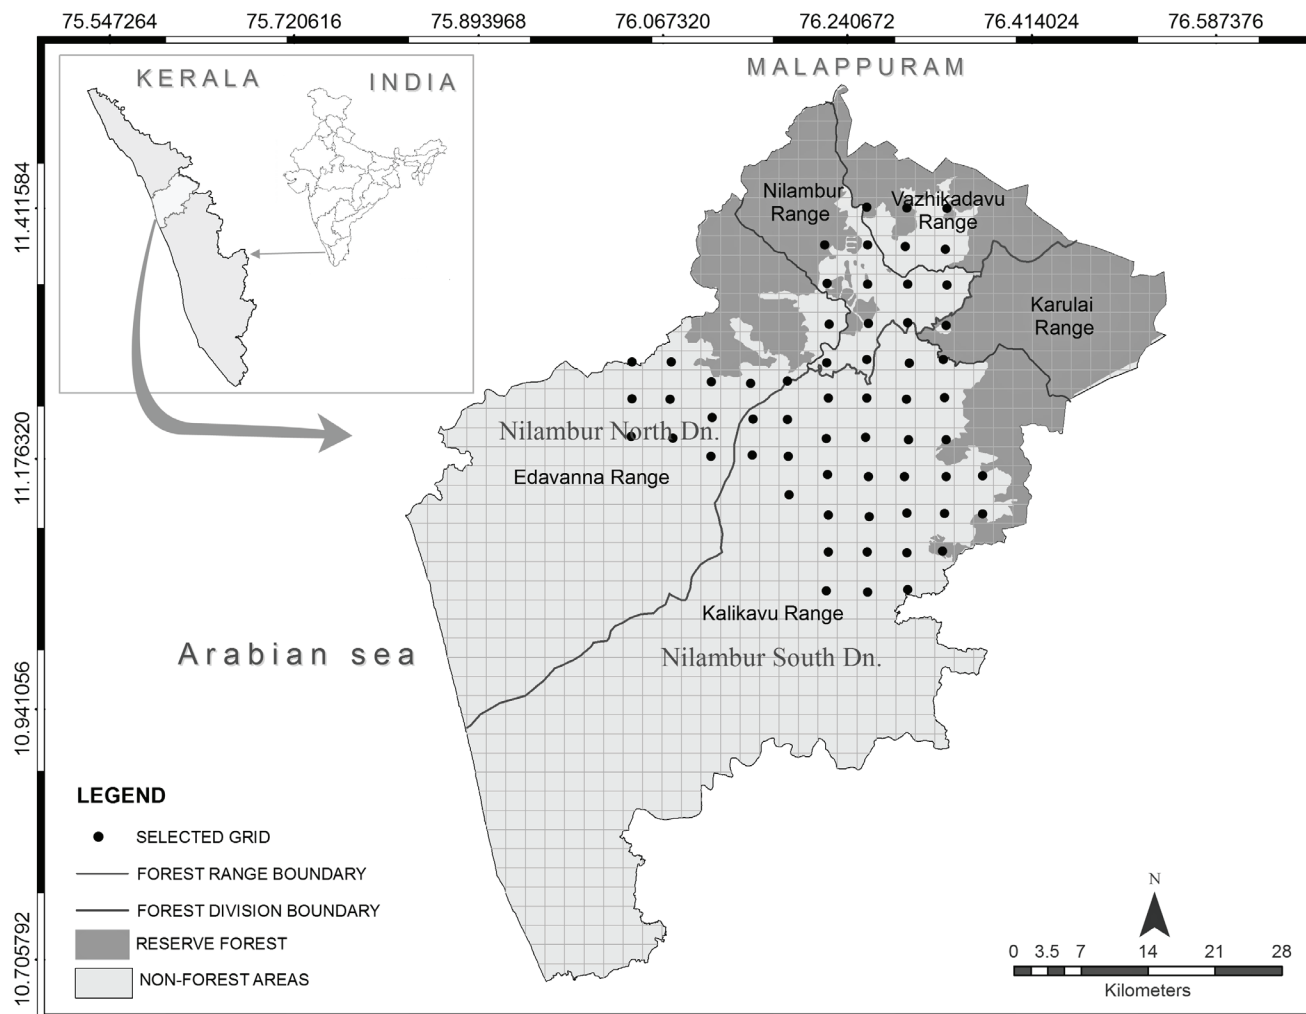 75.547264 75.720616 75.893968 76.067320 76.240672 76.414024 76.587376
KERALA
INDIA
MALAPPURAM
11.411584
11.176320
10.941056
10.705792
Nilambur
Range
Vazhikadavu
Range
Karulai
Range
Nilambur North Dn.
Edavanna Range
Kalikavu Range
Nilambur South Dn.
Arabian sea
LEGEND
SELECTED GRID
FOREST RANGE BOUNDARY
FOREST DIVISION BOUNDARY
RESERVE FOREST
NON-FOREST AREAS
N
0 3.5 7 14 21 28
Kilometers